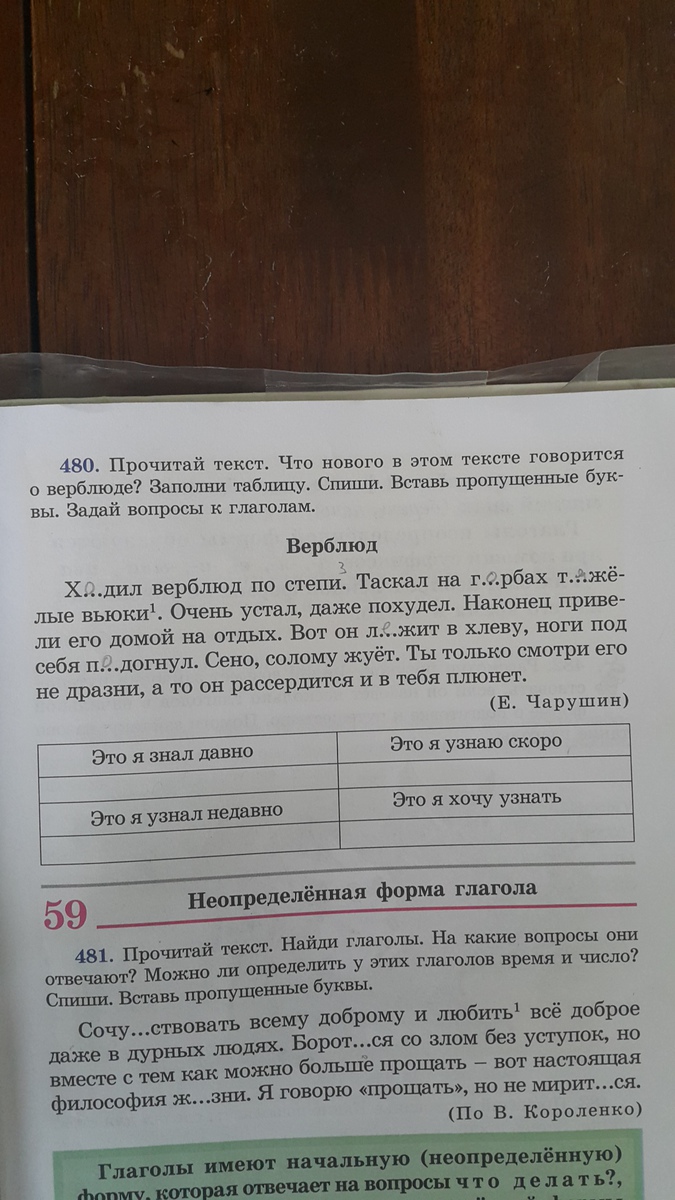 480. Прочитай текст. Что нового в этом тексте говорится
о верблюде? Заполни таблицу. Спиши. Вставь пропущенные бук-
вы. Задай вопросы к глаголам.
Верблюд
3
Хо...дил верблюд по степи. Таскал на го...рбах тя...жё-
лые вьюки¹. Очень устал, даже похудел. Наконец приве-
ли его домой на отдых. Вот он ле...жит в хлеву, ноги под
себя по...догнул. Сено, солому жуёт. Ты только смотри его
не дразни, а то он рассердится и в тебя плюнет.
(Е. Чарушин)
Это я знал давно
Это я узнаю скоро
Это я узнал недавно
Это я хочу узнать
59 Неопределённая форма глагола
481. Прочитай текст. Найди глаголы. На какие вопросы они
отвечают? Можно ли определить у этих глаголов время и число?
Спиши. Вставь пропущенные буквы.
Сочу...ствовать всему доброму и любить¹ всё доброе
даже в дурных людях. Борот...ся со злом без уступок, но
вместе с тем как можно больше прощать – вот настоящая
философия ж...зни. Я говорю «прощать», но не мирит...ся.
(По В. Короленко)
Глаголы имеют начальную (неопределённую)
форму, которая отвечает на вопросы что делать?,